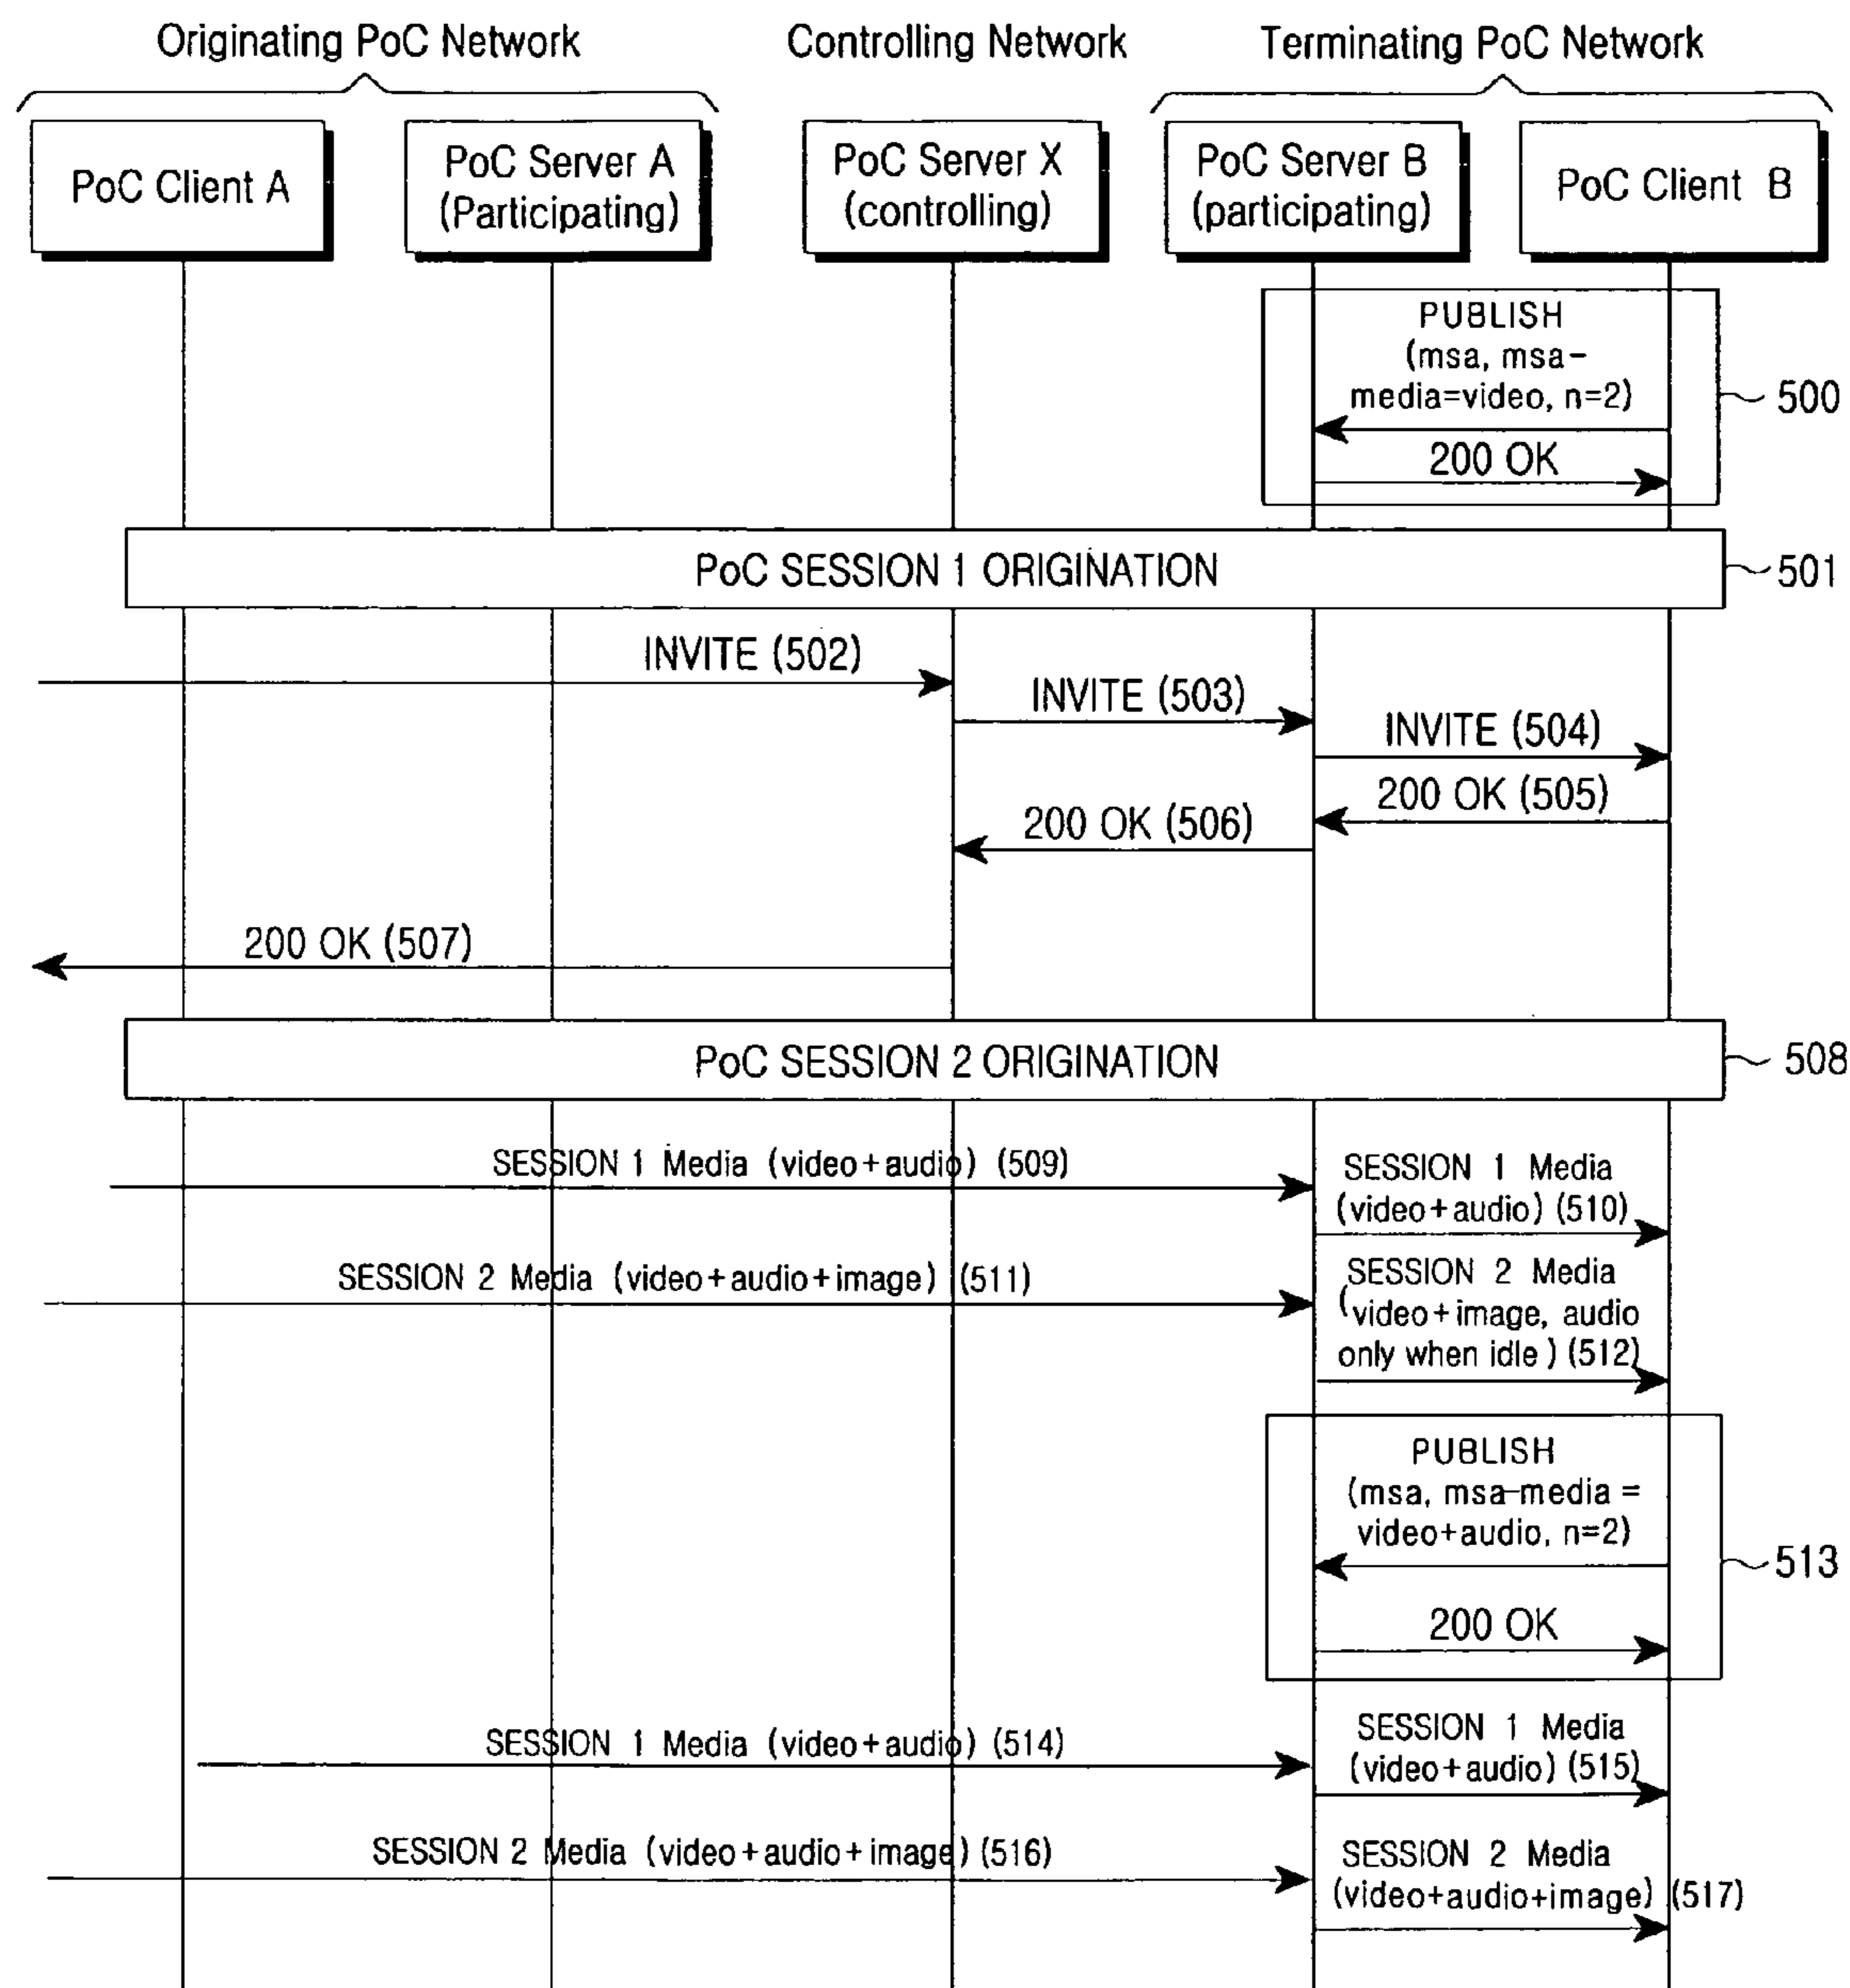 Originating PoC Network
Controlling Network
Terminating PoC Network
PoC Client A
PoC Server A
(Participating)
PoC Server X
(controlling)
PoC Server B
(participating)
PoC Client B
PUBLISH
(msa, msa-
media=video, n=2)
200 OK
500
PoC SESSION 1 ORIGINATION
501
INVITE (502)
INVITE (503)
INVITE (504)
200 OK (505)
200 OK (506)
200 OK (507)
PoC SESSION 2 ORIGINATION
508
SESSION 1 Media (video+audio) (509)
SESSION 1 Media
(video+audio) (510)
SESSION 2 Media (video+audio+image) (511)
SESSION 2 Media
(video+image, audio
only when idle) (512)
PUBLISH
(msa, msa-media =
video+audio, n=2)
513
200 OK
SESSION 1 Media (video+audio) (514)
SESSION 1 Media
(video+audio) (515)
SESSION 2 Media (video+audio+image) (516)
SESSION 2 Media
(video+audio+image) (517)